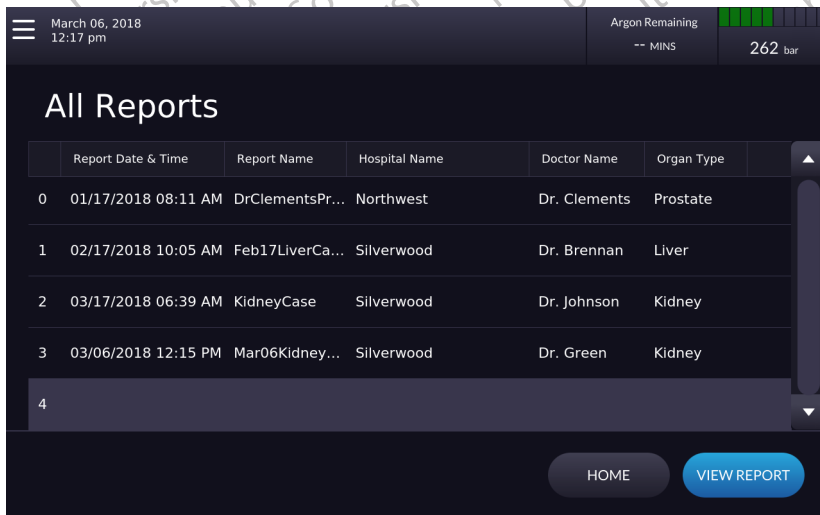 March 06, 2018
12:17 pm
Argon Remaining
-- MINS
262 bar
All Reports
Report Date & Time Report Name Hospital Name Doctor Name Organ Type
0 01/17/2018 08:11 AM DrClementsPr... Northwest Dr. Clements Prostate
1 02/17/2018 10:05 AM Feb17LiverCa... Silverwood Dr. Brennan Liver
2 03/17/2018 06:39 AM KidneyCase Silverwood Dr. Johnson Kidney
3 03/06/2018 12:15 PM Mar06Kidney... Silverwood Dr. Green Kidney
4
HOME VIEW REPORT